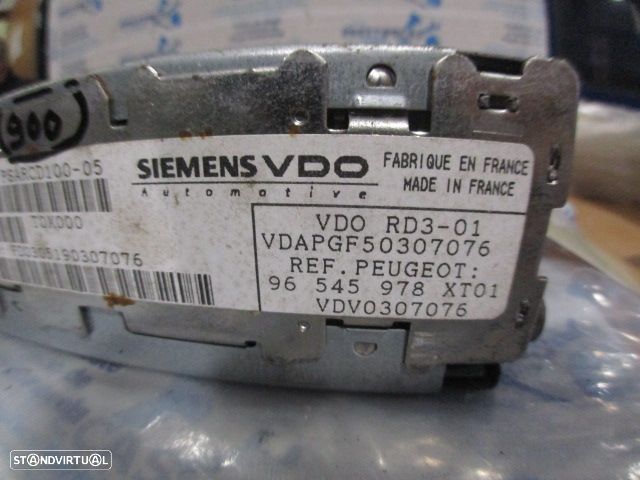 900
PSARCD100-05
SIEMENS VDO
Automotive
FABRIQUE EN FRANCE
MADE IN FRANCE
VDO RD3-01
VDAPGF50307076
REF. PEUGEOT:
96 545 978 XT01
VDV0307076
STANDVIRTUAL